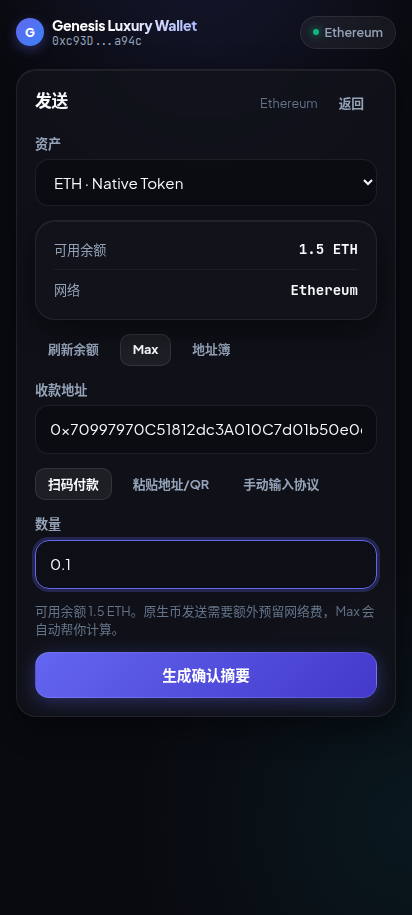 G
Genesis Luxury Wallet
0xc93D...a94c
Ethereum
发送
Ethereum
返回
资产
ETH · Native Token
可用余额
1.5 ETH
网络
Ethereum
刷新余额
Max
地址簿
收款地址
0x70997970C51812dc3A010C7d01b50e0
扫码付款
粘贴地址/QR
手动输入协议
数量
0.1
可用余额 1.5 ETH。原生币发送需要额外预留网络费，Max 会
自动帮你计算。
生成确认摘要